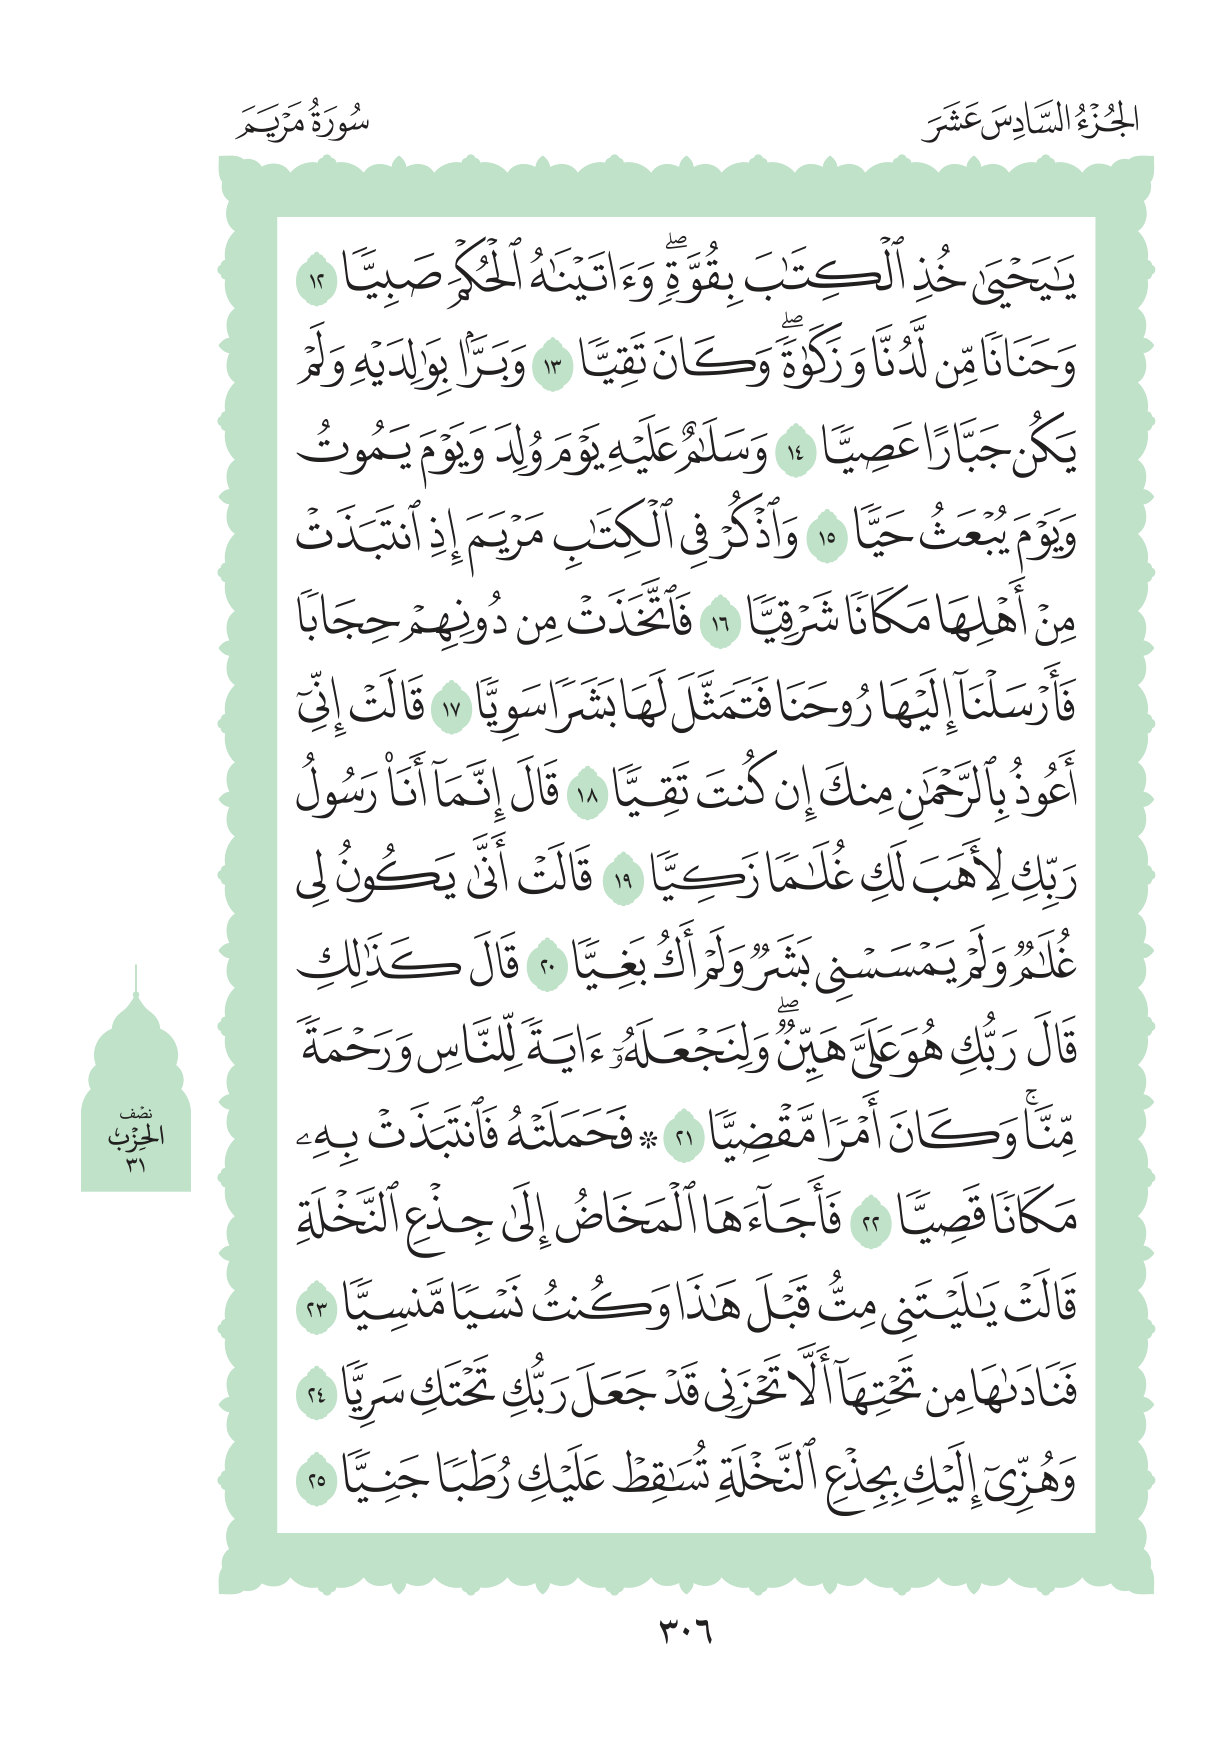 الجُزْءُ السَّادِسَ عَشَرَ
سُورَةُ مَرْيَمَ
يَٰيَحْيَىٰ خُذِ ٱلْكِتَٰبَ بِقُوَّةٖۖ وَءَاتَيْنَٰهُ ٱلْحُكْمَ صَبِيّٗا ١٢
وَحَنَانٗا مِّن لَّدُنَّا وَزَكَوٰةٗۖ وَكَانَ تَقِيّٗا ١٣ وَبَرَّۢا بِوَٰلِدَيْهِ وَلَمْ
يَكُن جَبَّارًا عَصِيّٗا ١٤ وَسَلَٰمٌ عَلَيْهِ يَوْمَ وُلِدَ وَيَوْمَ يَمُوتُ
وَيَوْمَ يُبْعَثُ حَيّٗا ١٥ وَٱذْكُرْ فِي ٱلْكِتَٰبِ مَرْيَمَ إِذِ ٱنتَبَذَتْ
مِنْ أَهْلِهَا مَكَانٗا شَرْقِيّٗا ١٦ فَٱتَّخَذَتْ مِن دُونِهِمْ حِجَابٗا
فَأَرْسَلْنَآ إِلَيْهَا رُوحَنَا فَتَمَثَّلَ لَهَا بَشَرٗا سَوِيّٗا ١٧ قَالَتْ إِنِّيٓ
أَعُوذُ بِٱلرَّحْمَٰنِ مِنكَ إِن كُنتَ تَقِيّٗا ١٨ قَالَ إِنَّمَآ أَنَا۠ رَسُولُ
رَبِّكِ لِأَهَبَ لَكِ غُلَٰمٗا زَكِيّٗا ١٩ قَالَتْ أَنَّىٰ يَكُونُ لِي
غُلَٰمٞ وَلَمْ يَمْسَسْنِي بَشَرٞ وَلَمْ أَكُ بَغِيّٗا ٢٠ قَالَ كَذَٰلِكِ
قَالَ رَبُّكِ هُوَ عَلَيَّ هَيِّنٞۖ وَلِنَجْعَلَهُۥٓ ءَايَةٗ لِّلنَّاسِ وَرَحْمَةٗ
مِّنَّاۚ وَكَانَ أَمْرٗا مَّقْضِيّٗا ٢١ ۞ فَحَمَلَتْهُ فَٱنتَبَذَتْ بِهِۦ
مَكَانٗا قَصِيّٗا ٢٢ فَأَجَآءَهَا ٱلْمَخَاضُ إِلَىٰ جِذْعِ ٱلنَّخْلَةِ
قَالَتْ يَٰلَيْتَنِي مِتُّ قَبْلَ هَٰذَا وَكُنتُ نَسْيٗا مَّنسِيّٗا ٢٣
فَنَادَىٰهَا مِن تَحْتِهَآ أَلَّا تَحْزَنِي قَدْ جَعَلَ رَبُّكِ تَحْتَكِ سَرِيّٗا ٢٤
وَهُزِّيٓ إِلَيْكِ بِجِذْعِ ٱلنَّخْلَةِ تُسَٰقِطْ عَلَيْكِ رُطَبٗا جَنِيّٗا ٢٥
نصْف
الحِزْب
٣١
٣٠٦